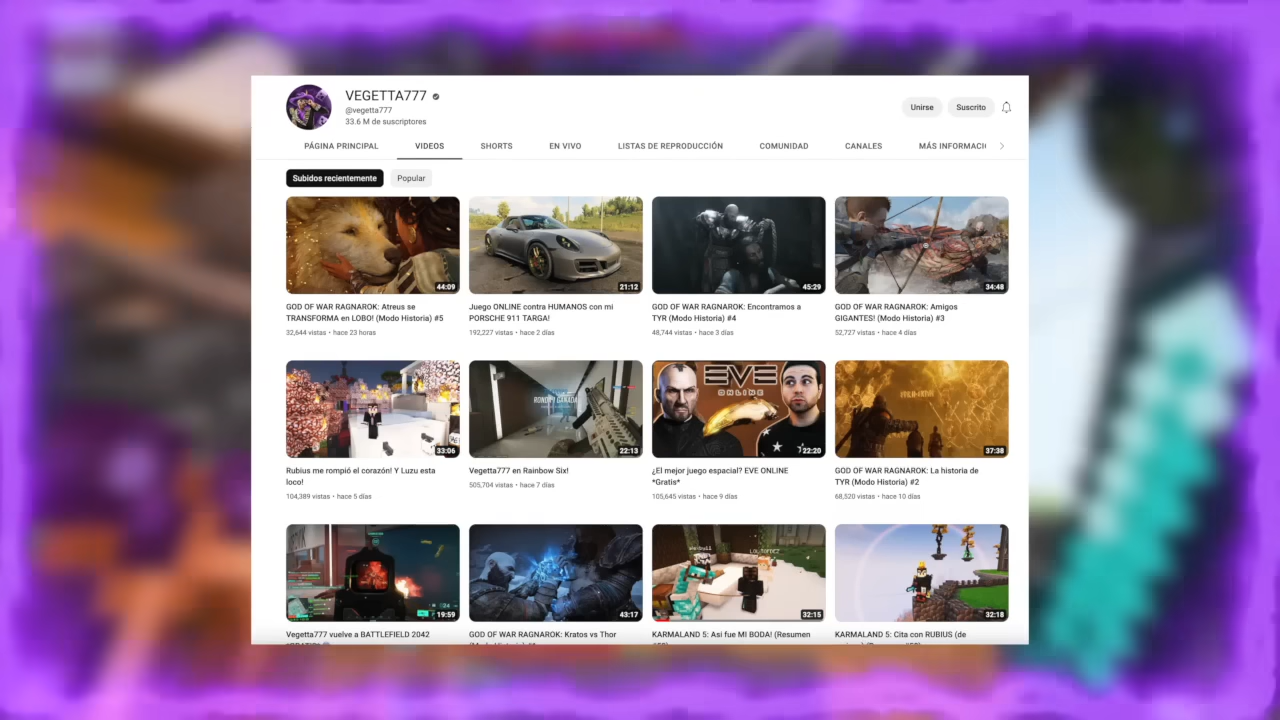 VEGETTA777
@vegetta777
33.6 M de suscriptores
Unirse
Suscrito
PÁGINA PRINCIPAL
VIDEOS
SHORTS
EN VIVO
LISTAS DE REPRODUCCIÓN
COMUNIDAD
CANALES
MÁS INFORMACI
Subidos recientemente
Popular
44:09
21:12
45:29
34:48
GOD OF WAR RAGNAROK: Atreus se
TRANSFORMA en LOBO! (Modo Historia) #5
32,644 vistas • hace 23 horas
Juego ONLINE contra HUMANOS con mi
PORSCHE 911 TARGA!
192,227 vistas • hace 2 días
GOD OF WAR RAGNAROK: Encontramos a
TYR (Modo Historia) #4
48,744 vistas • hace 3 días
GOD OF WAR RAGNAROK: Amigos
GIGANTES! (Modo Historia) #3
52,727 vistas • hace 4 días
33:06
22:13
EVE
ONLINE
22:20
37:38
Rubius me rompió el corazón! Y Luzu esta
loco!
104,389 vistas • hace 5 días
Vegetta777 en Rainbow Six!
505,704 vistas • hace 7 días
¿El mejor juego espacial? EVE ONLINE
*Gratis*
105,645 vistas • hace 9 días
GOD OF WAR RAGNAROK: La historia de
TYR (Modo Historia) #2
68,520 vistas • hace 10 días
19:59
43:17
32:15
32:18
Vegetta777 vuelve a BATTLEFIELD 2042
GOD OF WAR RAGNAROK: Kratos vs Thor
KARMALAND 5: Asi fue MI BODA! (Resumen
KARMALAND 5: Cita con RUBIUS (de